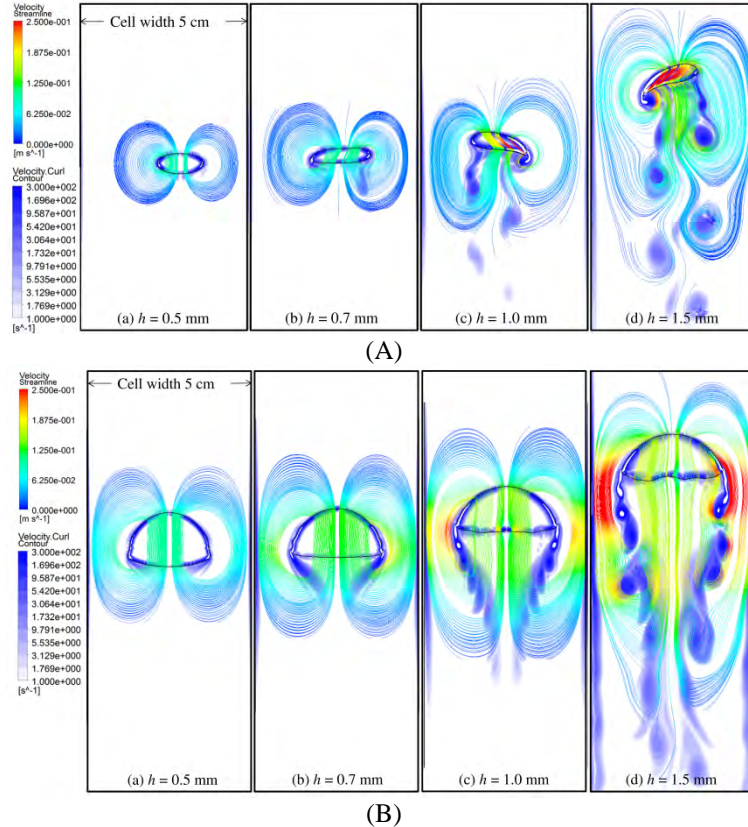 Velocity
Streamline
2.500e-001
1.875e-001
1.250e-001
6.250e-002
0.000e+000
[m s^-1]
Velocity.Curl
Contour
3.000e+002
1.696e+002
9.587e+001
5.420e+001
3.064e+001
1.732e+001
9.791e+000
5.535e+000
3.129e+000
1.769e+000
1.000e+000
[s^-1]
Cell width 5 cm
(a) h = 0.5 mm
(b) h = 0.7 mm
(c) h = 1.0 mm
(d) h = 1.5 mm
(A)
Velocity
Streamline
2.500e-001
1.875e-001
1.250e-001
6.250e-002
0.000e+000
[m s^-1]
Velocity.Curl
Contour
3.000e+002
1.696e+002
9.587e+001
5.420e+001
3.064e+001
1.732e+001
9.791e+000
5.535e+000
3.129e+000
1.769e+000
1.000e+000
[s^-1]
Cell width 5 cm
(a) h = 0.5 mm
(b) h = 0.7 mm
(c) h = 1.0 mm
(d) h = 1.5 mm
(B)